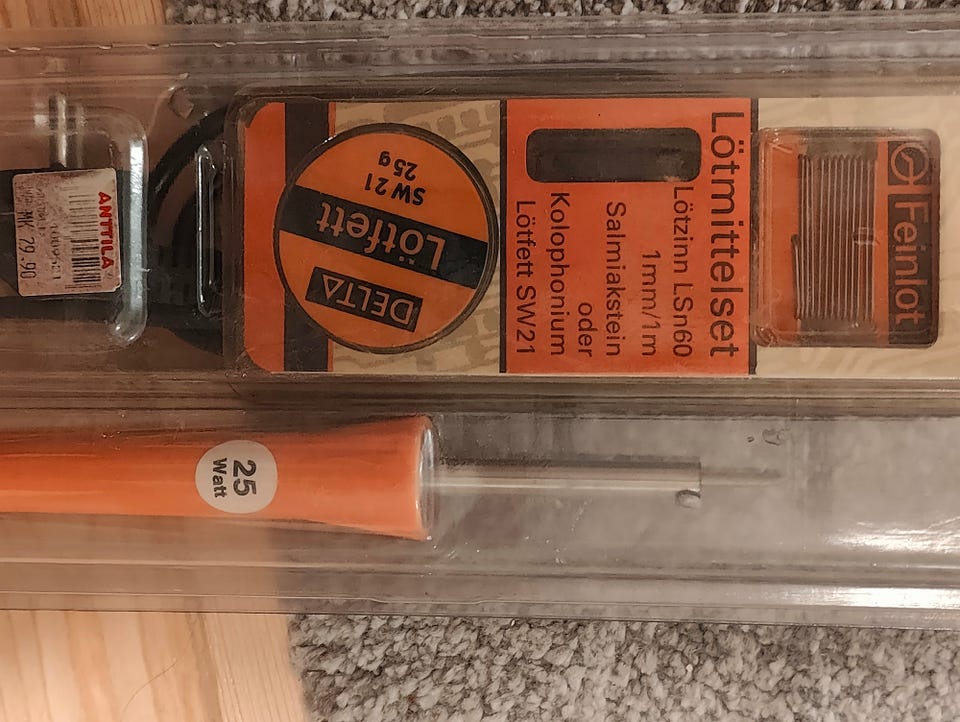 ANTTILA
MK 29.90
DELTA
Lötfett
SW 21
25 g
Lötmittelset
Lötzinn LSn60
1mm/1m
Salmiakstein
oder
Kolophonium
Lötfett SW21
Feinlot
25
Watt